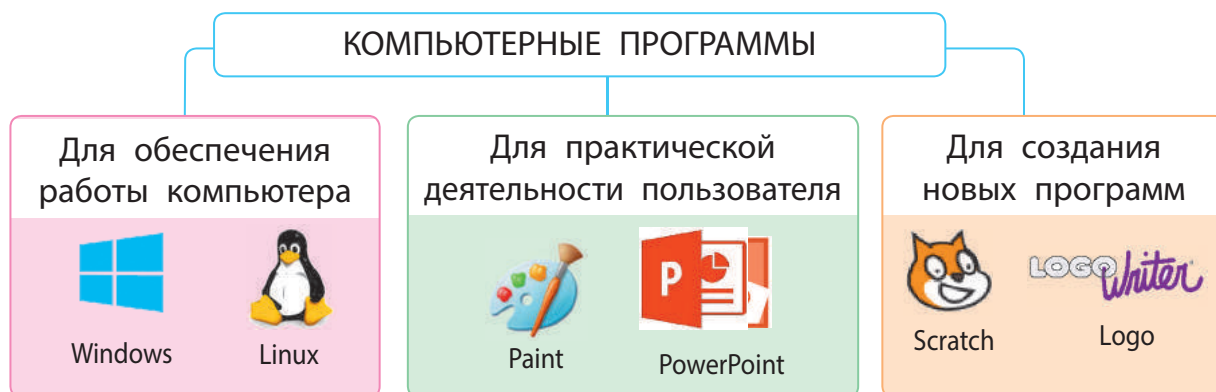 КОМПЬЮТЕРНЫЕ ПРОГРАММЫ
Для обеспечения
работы компьютера
Windows
Linux
Для практической
деятельности пользователя
P
Paint
PowerPoint
Для создания
новых программ
LOGO Writer
Scratch
Logo